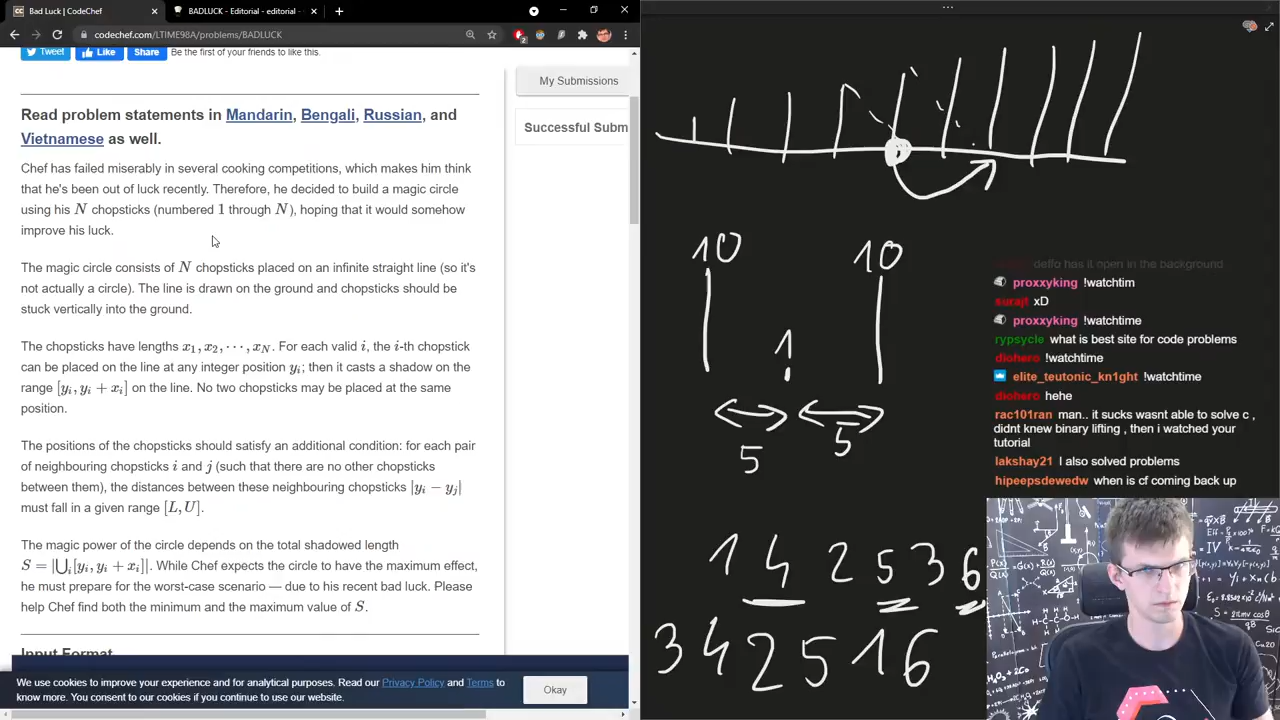 Bad Luck | CodeChef
BADLUCK - Editorial - editorial -
codechef.com/LTIME98A/problems/BADLUCK
Tweet
Like
Share
Be the first of your friends to like this.
My Submissions
Successful Subm
Read problem statements in Mandarin, Bengali, Russian, and
Vietnamese as well.
Chef has failed miserably in several cooking competitions, which makes him think
that he's been out of luck recently. Therefore, he decided to build a magic circle
using his N chopsticks (numbered 1 through N), hoping that it would somehow
improve his luck.
The magic circle consists of N chopsticks placed on an infinite straight line (so it's
not actually a circle). The line is drawn on the ground and chopsticks should be
stuck vertically into the ground.
The chopsticks have lengths x₁, x₂, ⋯, x_N. For each valid i, the i-th chopstick
can be placed on the line at any integer position yᵢ; then it casts a shadow on the
range [yᵢ, yᵢ + xᵢ] on the line. No two chopsticks may be placed at the same
position.
The positions of the chopsticks should satisfy an additional condition: for each pair
of neighbouring chopsticks i and j (such that there are no other chopsticks
between them), the distances between these neighbouring chopsticks |yᵢ − yⱼ|
must fall in a given range [L, U].
The magic power of the circle depends on the total shadowed length
S = |⋃ᵢ[yᵢ, yᵢ + xᵢ]|. While Chef expects the circle to have the maximum effect,
he must prepare for the worst-case scenario — due to his recent bad luck. Please
help Chef find both the minimum and the maximum value of S.
Input Format
We use cookies to improve your experience and for analytical purposes. Read our Privacy Policy and Terms to
know more. You consent to our cookies if you continue to use our website.
Okay
10 10
1
5 5
1 4 2 5 3 6
3 4 2 5 1 6
deffo has it open in the background
proxxyking !watchtim
surajt xD
proxxyking !watchtime
rypsycle what is best site for code problems
diohero !watchtime
elite_teutonic_kn1ght !watchtime
diohero hehe
rac101ran man.. it sucks wasnt able to solve c ,
didnt knew binary lifting , then i watched your
tutorial
lakshay21 I also solved problems
hipeepsdewedw when is cf coming back up